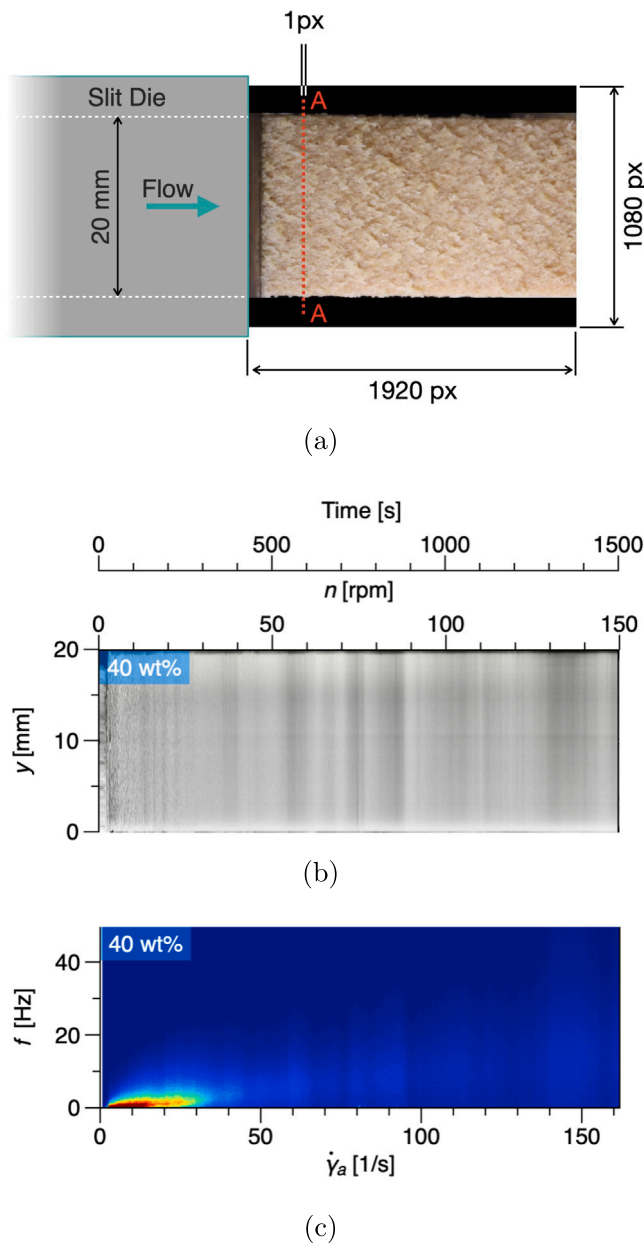 1px
Slit Die
A
20 mm
Flow
1080 px
A
1920 px
(a)
Time [s]
0 500 1000 1500
n [rpm]
0 50 100 150
20
40 wt%
y [mm]
10
0
(b)
40 wt%
40
f [Hz]
20
0
0 50 100 150
γ̇a [1/s]
(c)